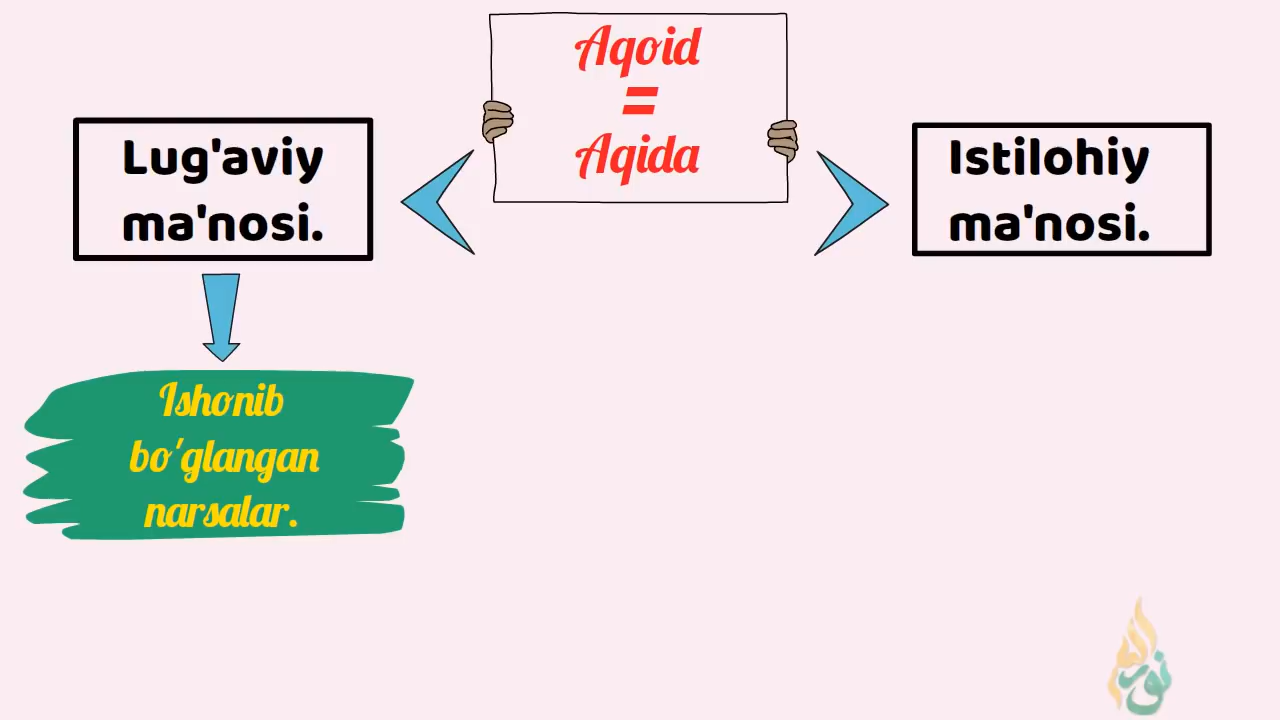 Aqoid
=
Aqida
Lug'aviy
ma'nosi.
Istilohiy
ma'nosi.
Ishonib
bo'glangan
narsalar.